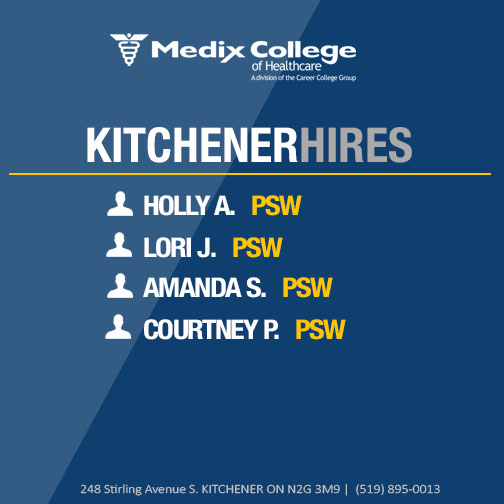 Medix College
of Healthcare
A division of the Career College Group
KITCHENERHIRES
HOLLY A. PSW
LORI J. PSW
AMANDA S. PSW
COURTNEY P. PSW
248 Stirling Avenue S. KITCHENER ON N2G 3M9 | (519) 895-0013